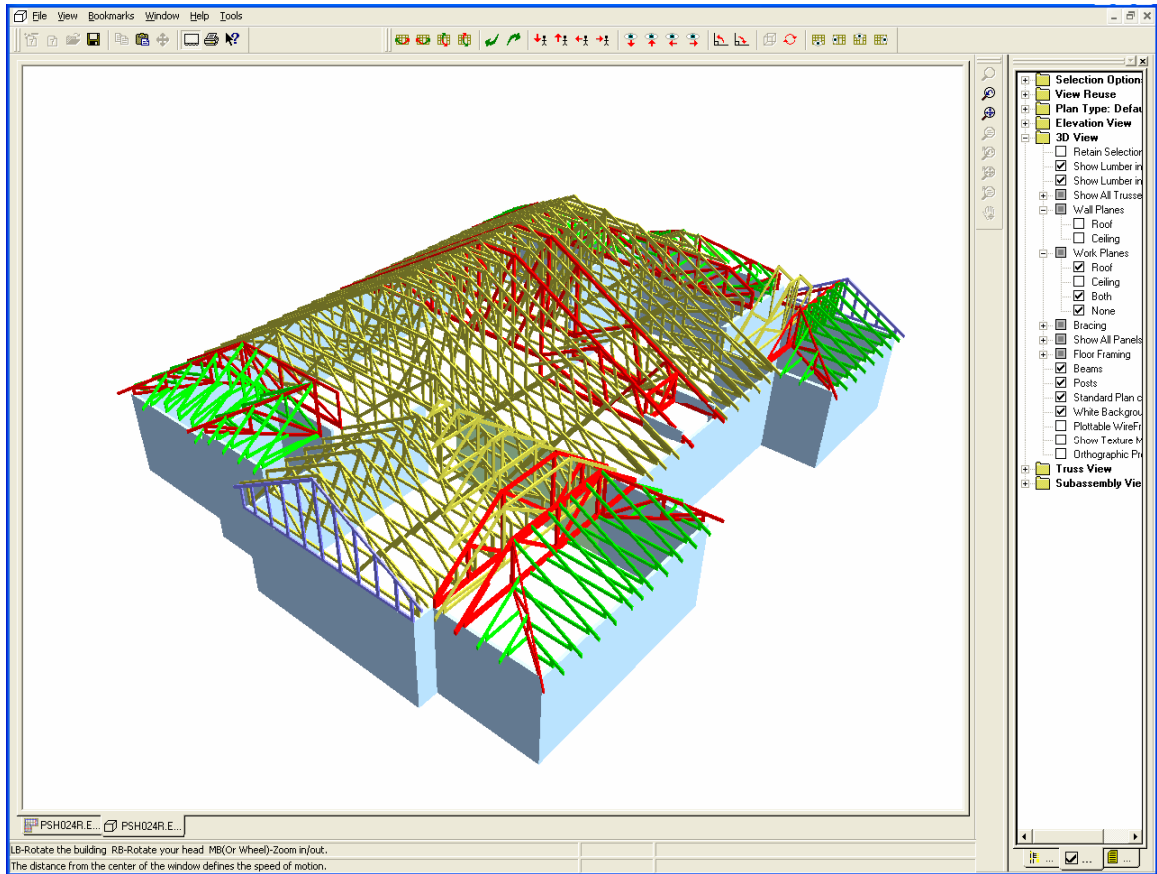 File View Bookmarks Window Help Tools
Selection Option
View Reuse
Plan Type: Defau
Elevation View
3D View
Retain Selection
Show Lumber in
Show Lumber in
Show All Trusse
Wall Planes
Roof
Ceiling
Work Planes
Roof
Ceiling
Both
None
Bracing
Show All Panels
Floor Framing
Beams
Posts
Standard Plan c
White Backgrou
Plottable WireFr
Show Texture M
Orthographic Pr
Truss View
Subassembly Vie
PSH024R.E... PSH024R.E...
LB-Rotate the building RB-Rotate your head MB(Or Wheel)-Zoom in/out.
The distance from the center of the window defines the speed of motion.